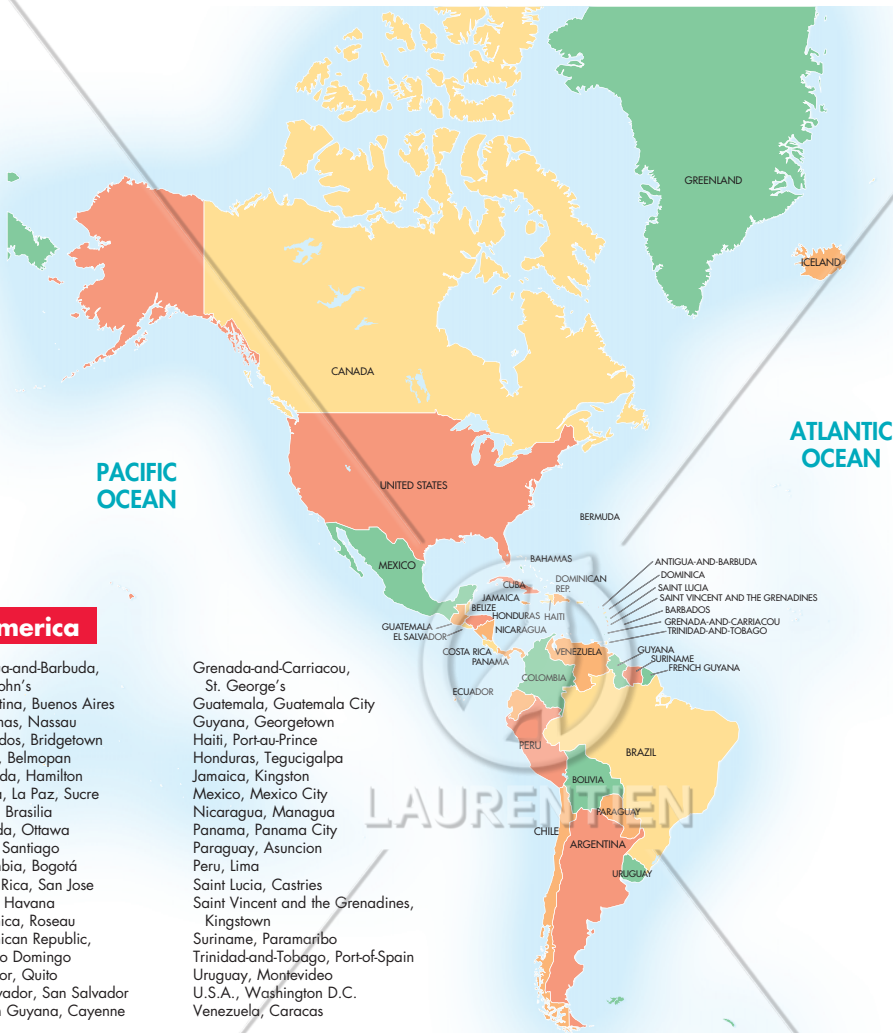 GREENLAND
ICELAND
CANADA
ATLANTIC
OCEAN
PACIFIC
OCEAN
UNITED STATES
BERMUDA
MEXICO
BAHAMAS
CUBA
DOMINICAN
REP.
JAMAICA
BELIZE
HONDURAS
HAITI
GUATEMALA
EL SALVADOR
NICARAGUA
COSTA RICA
PANAMA
ANTIGUA-AND-BARBUDA
DOMINICA
SAINT LUCIA
SAINT VINCENT AND THE GRENADINES
BARBADOS
GRENADA-AND-CARRIACOU
TRINIDAD-AND-TOBAGO
VENEZUELA
GUYANA
SURINAME
FRENCH GUYANA
COLOMBIA
ECUADOR
PERU
BRAZIL
BOLIVIA
PARAGUAY
CHILE
ARGENTINA
URUGUAY
LAURENTIEN
merica
a-and-Barbuda,
ohn's
tina, Buenos Aires
nas, Nassau
dos, Bridgetown
, Belmopan
da, Hamilton
, La Paz, Sucre
Brasilia
da, Ottawa
Santiago
bia, Bogotá
Rica, San Jose
Havana
ica, Roseau
ican Republic,
o Domingo
or, Quito
vador, San Salvador
Guyana, Cayenne
Grenada-and-Carriacou,
St. George's
Guatemala, Guatemala City
Guyana, Georgetown
Haiti, Port-au-Prince
Honduras, Tegucigalpa
Jamaica, Kingston
Mexico, Mexico City
Nicaragua, Managua
Panama, Panama City
Paraguay, Asuncion
Peru, Lima
Saint Lucia, Castries
Saint Vincent and the Grenadines,
Kingstown
Suriname, Paramaribo
Trinidad-and-Tobago, Port-of-Spain
Uruguay, Montevideo
U.S.A., Washington D.C.
Venezuela, Caracas